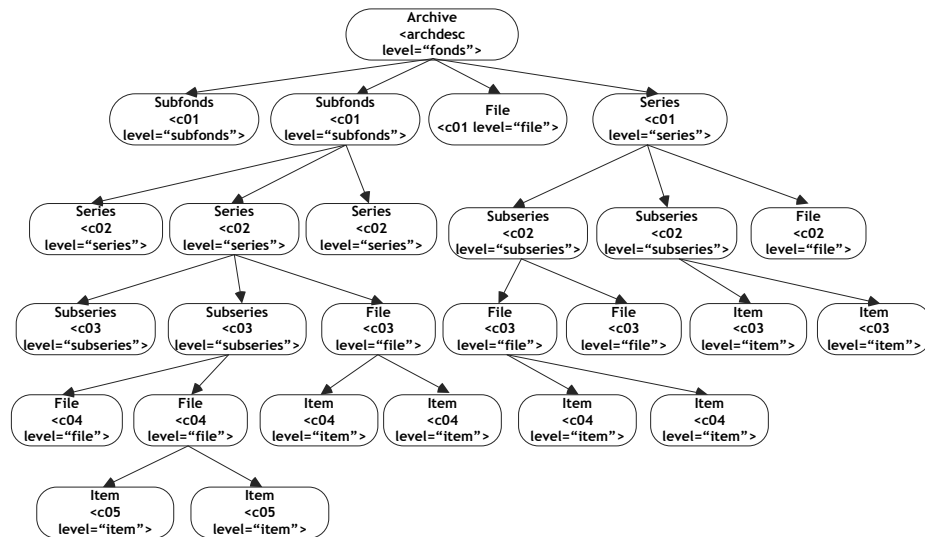 Archive
<archdesc
level=“fonds”>
Subfonds
<c01
level=“subfonds”>
Subfonds
<c01
level=“subfonds”>
File
<c01 level=“file”>
Series
<c01
level=“series”>
Series
<c02
level=“series”>
Series
<c02
level=“series”>
Series
<c02
level=“series”>
Subseries
<c02
level=“subseries”>
Subseries
<c02
level=“subseries”>
File
<c02
level=“file”>
Subseries
<c03
level=“subseries”>
Subseries
<c03
level=“subseries”>
File
<c03
level=“file”>
File
<c03
level=“file”>
File
<c03
level=“file”>
Item
<c03
level=“item”>
Item
<c03
level=“item”>
File
<c04
level=“file”>
File
<c04
level=“file”>
Item
<c04
level=“item”>
Item
<c04
level=“item”>
Item
<c04
level=“item”>
Item
<c04
level=“item”>
Item
<c05
level=“item”>
Item
<c05
level=“item”>